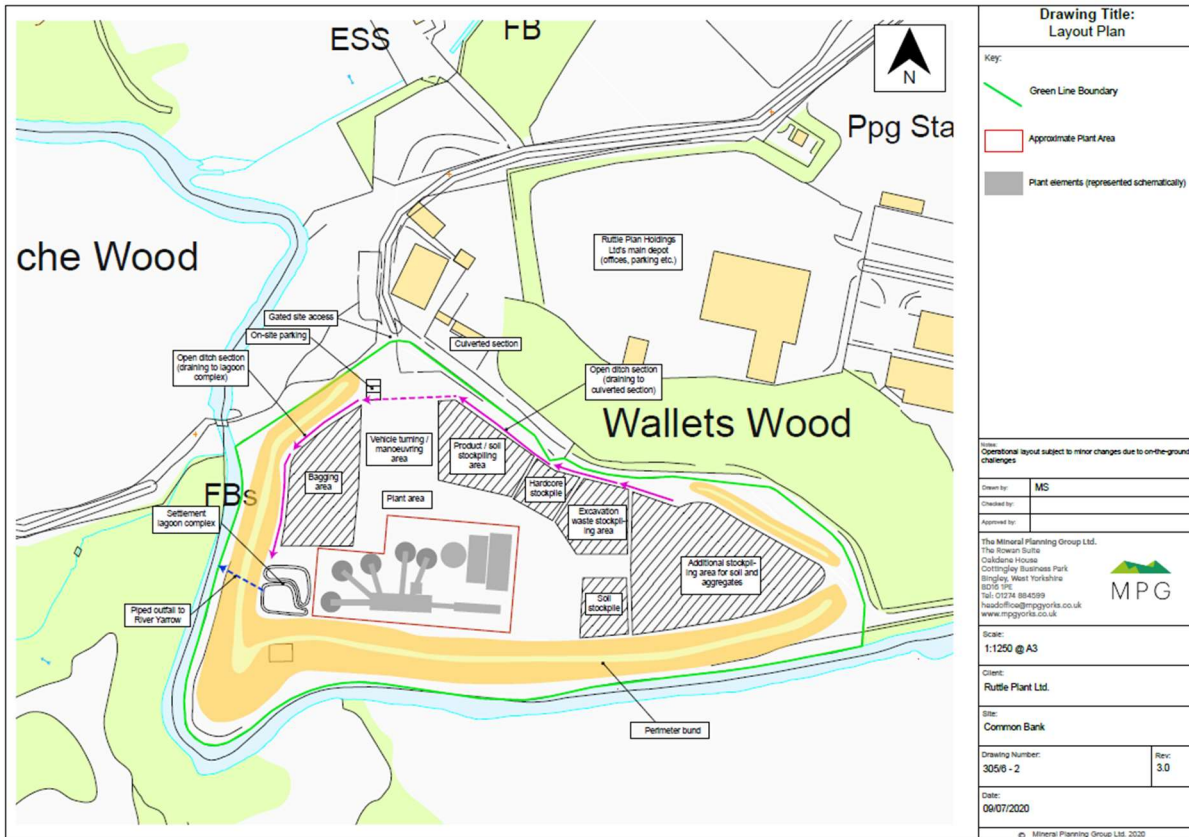 ESS
FB
N
Ppg Sta
che Wood
Ruttle Plan Holdings
Ltd's main depot
(offices, parking etc.)
Gated site access
On-site parking
Culverted section
Open ditch section
(draining to lagoon
complex)
Open ditch section
(draining to
culverted section)
Wallets Wood
Vehicle turning /
manoeuvring
area
Product / soil
stockpiling
area
Bagging
area
Hardcore
stockpile
FBs
Plant area
Settlement
lagoon complex
Excavation
waste stockpil-
ing area
Additional stockpil-
ing area for soil and
aggregates
Soil
stockpile
Piped outfall to
River Yarrow
Perimeter bund
Drawing Title:
Layout Plan
Key:
Green Line Boundary
Approximate Plant Area
Plant elements (represented schematically)
Notes:
Operational layout subject to minor changes due to on-the-ground
challenges
Drawn by: MS
Checked by:
Approved by:
The Mineral Planning Group Ltd.
The Rowan Suite
Oakdene House
Cottingley Business Park
Bingley, West Yorkshire
BD16 1PE
Tel: 01274 884599
headoffice@mpgyorks.co.uk
www.mpgyorks.co.uk
MPG
Scale:
1:1250 @ A3
Client:
Ruttle Plant Ltd.
Site:
Common Bank
Drawing Number:
305/6 - 2
Rev:
3.0
Date:
09/07/2020
© Mineral Planning Group Ltd. 2020